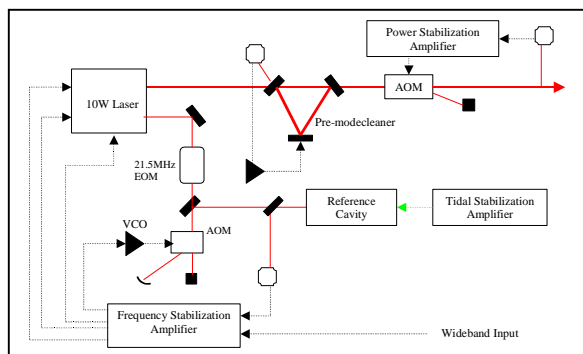 Power Stabilization
Amplifier
10W Laser
AOM
Pre-modecleaner
21.5MHz
EOM
VCO
AOM
Reference
Cavity
Tidal Stabilization
Amplifier
Frequency Stabilization
Amplifier
Wideband Input